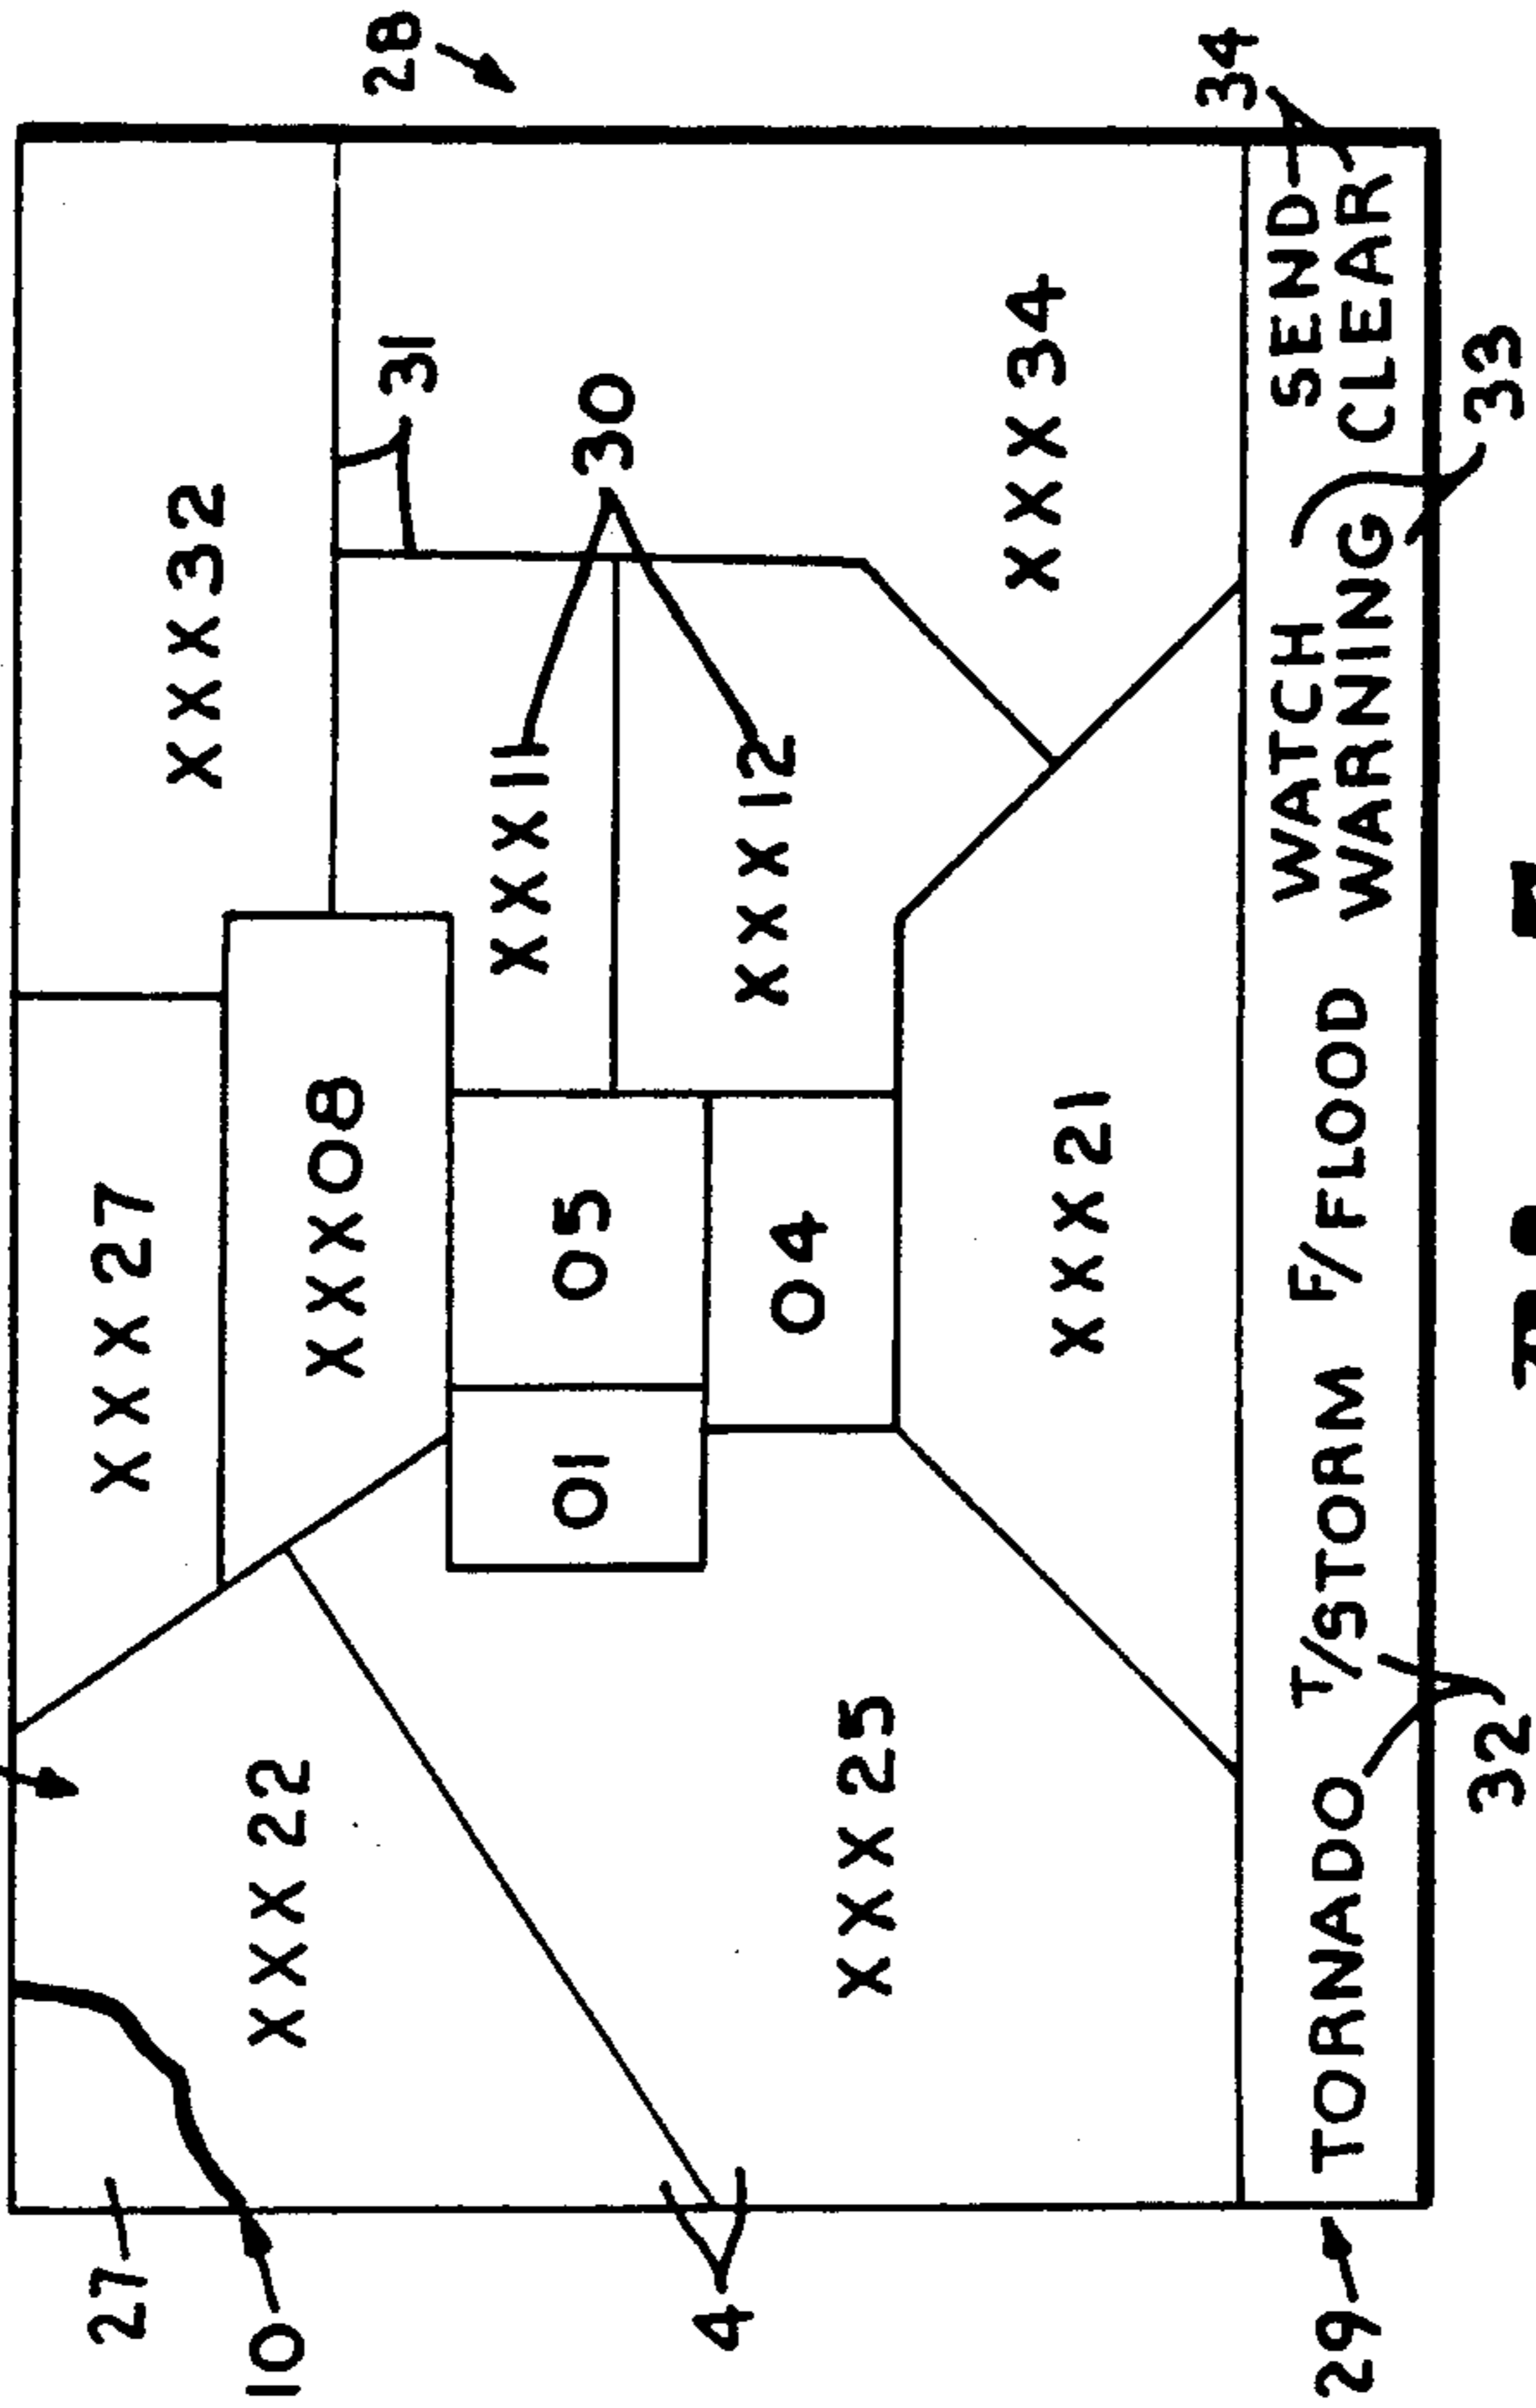 27
XXX27
XXX32
10
XXX22
XXX08
28
31
XXX11
01
05
30
4
XXX12
04
XXX25
XXX34
XXX21
34
29
TORNADO T/STORM F/FLOOD WATCH SEND
WARNING CLEAR
32
33